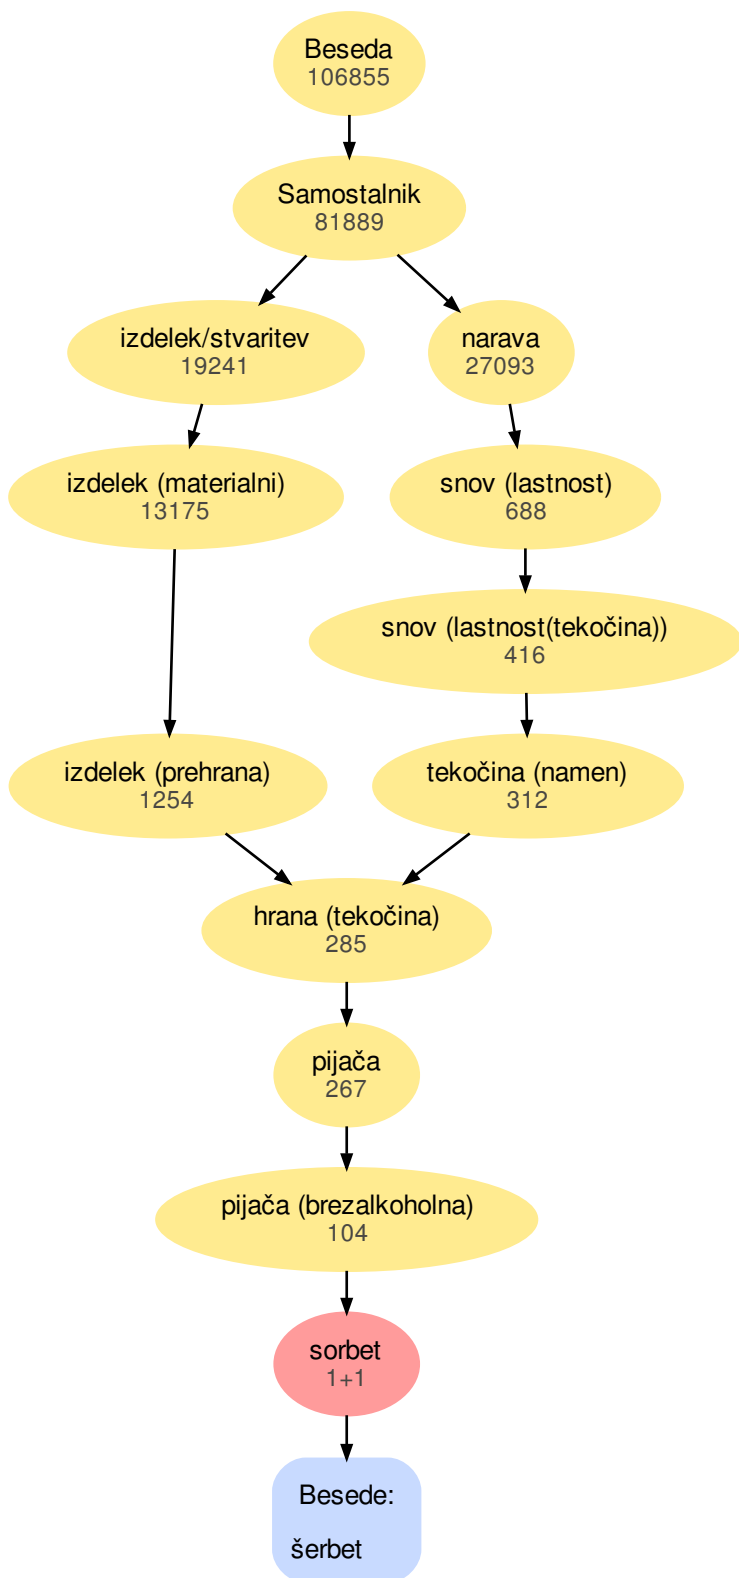 Beseda
106855
Samostalnik
81889
izdelek/stvaritev
19241
narava
27093
izdelek (materialni)
13175
snov (lastnost)
688
snov (lastnost(tekočina))
416
izdelek (prehrana)
1254
tekočina (namen)
312
hrana (tekočina)
285
pijača
267
pijača (brezalkoholna)
104
sorbet
1+1
Besede:
šerbet